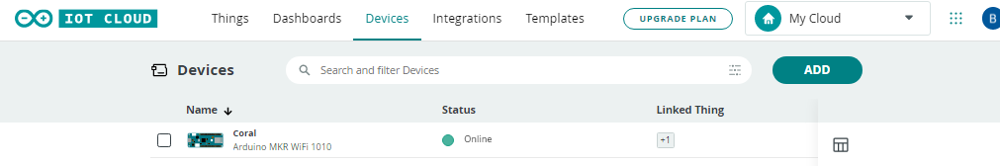 IOT CLOUD Things Dashboards Devices Integrations Templates UPGRADE PLAN My Cloud B
Devices Search and filter Devices ADD
Name Status Linked Thing
Coral
Arduino MKR WiFi 1010 Online +1